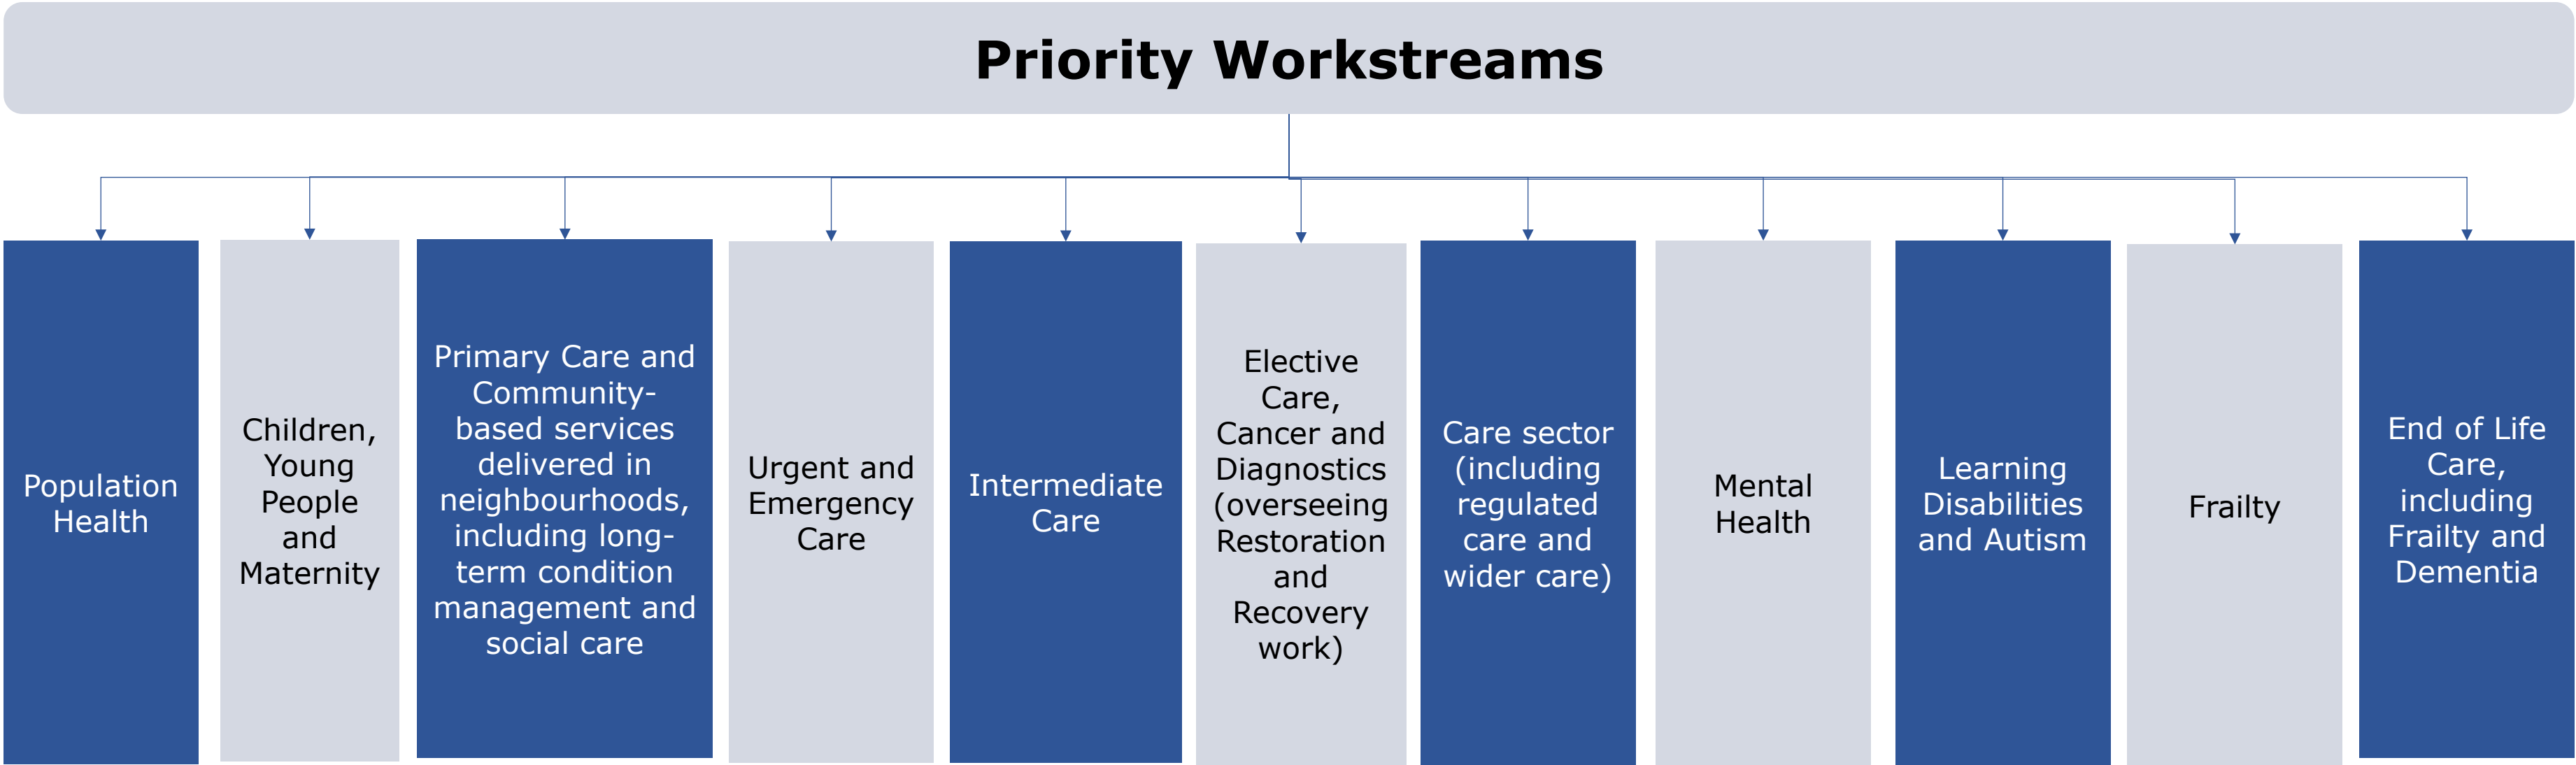 Priority Workstreams
Population
Health
Children,
Young
People
and
Maternity
Primary Care and
Community-
based services
delivered in
neighbourhoods,
including long-
term condition
management and
social care
Urgent and
Emergency
Care
Intermediate
Care
Elective
Care,
Cancer and
Diagnostics
(overseeing
Restoration
and
Recovery
work)
Care sector
(including
regulated
care and
wider care)
Mental
Health
Learning
Disabilities
and Autism
Frailty
End of Life
Care,
including
Frailty and
Dementia